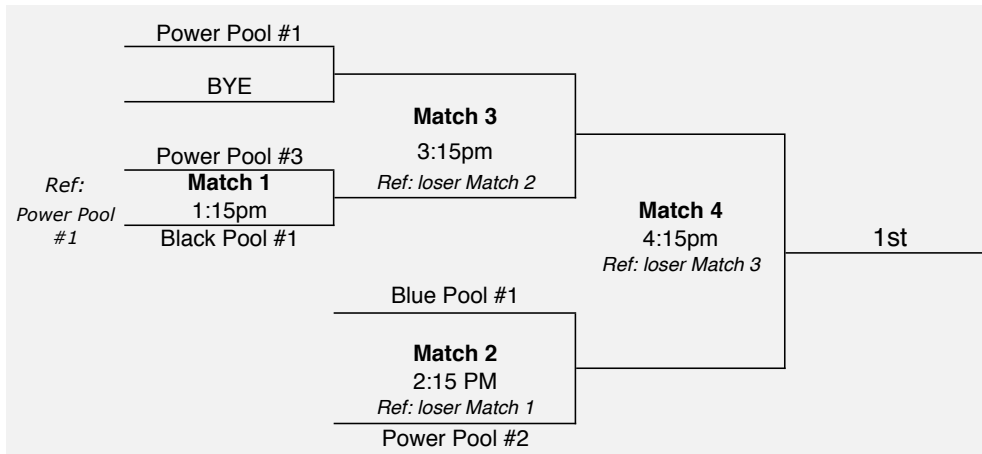 Power Pool #1
BYE
Match 3
3:15pm
Ref: loser Match 2
Power Pool #3
Ref:
Power Pool
#1
Match 1
1:15pm
Black Pool #1
Match 4
4:15pm
Ref: loser Match 3
1st
Blue Pool #1
Match 2
2:15 PM
Ref: loser Match 1
Power Pool #2